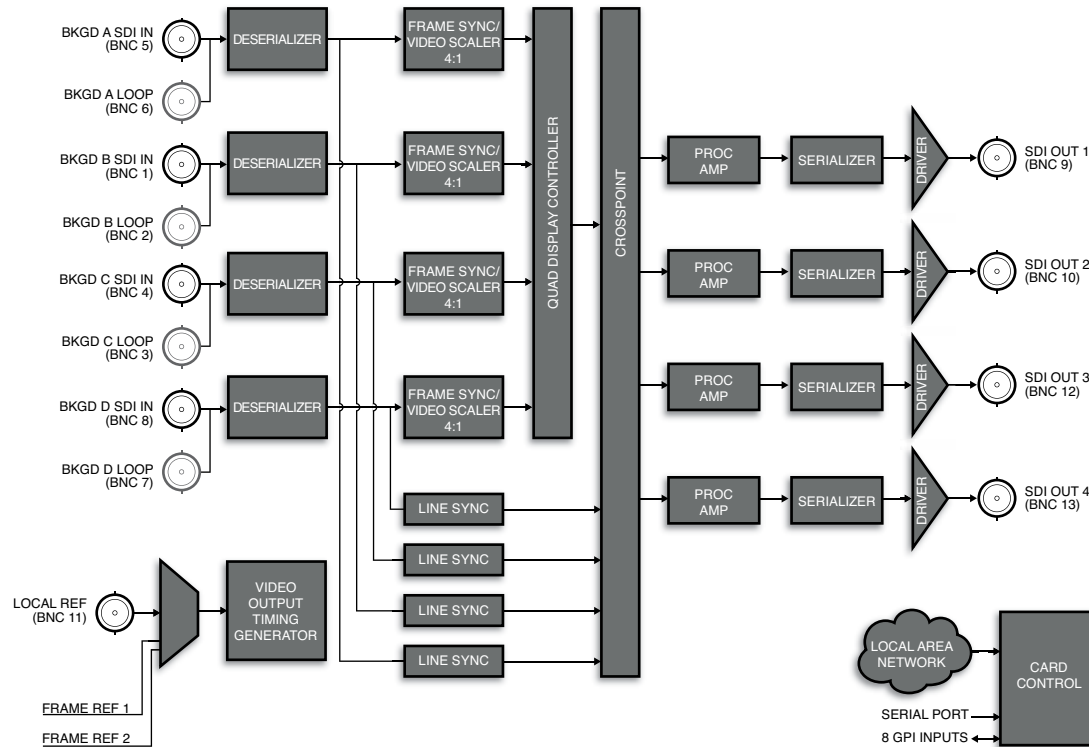 BKGD A SDI IN
(BNC 5)
BKGD A LOOP
(BNC 6)
BKGD B SDI IN
(BNC 1)
BKGD B LOOP
(BNC 2)
BKGD C SDI IN
(BNC 4)
BKGD C LOOP
(BNC 3)
BKGD D SDI IN
(BNC 8)
BKGD D LOOP
(BNC 7)
LOCAL REF
(BNC 11)
FRAME REF 1
FRAME REF 2
DESERIALIZER
DESERIALIZER
DESERIALIZER
DESERIALIZER
VIDEO
OUTPUT
TIMING
GENERATOR
FRAME SYNC/
VIDEO SCALER
4:1
FRAME SYNC/
VIDEO SCALER
4:1
FRAME SYNC/
VIDEO SCALER
4:1
FRAME SYNC/
VIDEO SCALER
4:1
LINE SYNC
LINE SYNC
LINE SYNC
LINE SYNC
QUAD DISPLAY CONTROLLER
CROSSPOINT
PROC
AMP
SERIALIZER
DRIVER
SDI OUT 1
(BNC 9)
PROC
AMP
SERIALIZER
DRIVER
SDI OUT 2
(BNC 10)
PROC
AMP
SERIALIZER
DRIVER
SDI OUT 3
(BNC 12)
PROC
AMP
SERIALIZER
DRIVER
SDI OUT 4
(BNC 13)
LOCAL AREA
NETWORK
SERIAL PORT
8 GPI INPUTS
CARD
CONTROL